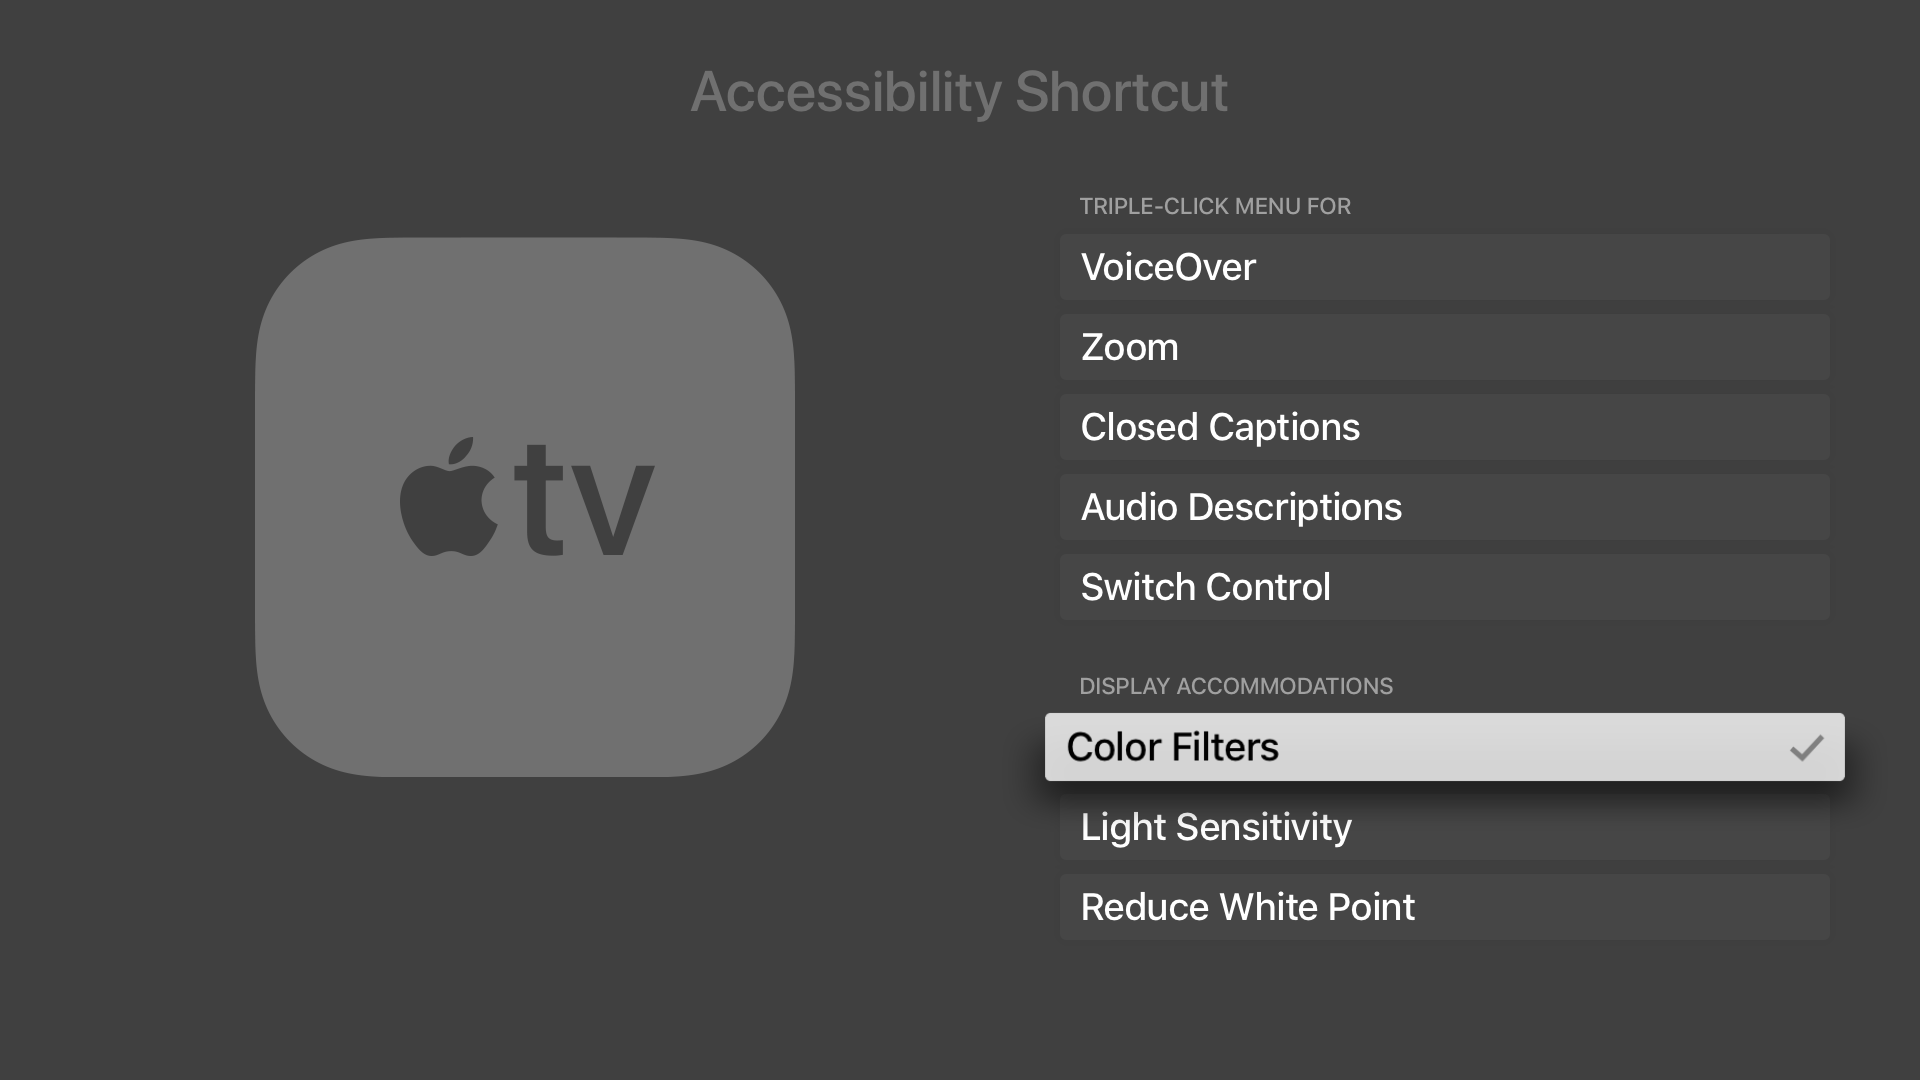 Accessibility Shortcut
tv
TRIPLE-CLICK MENU FOR
VoiceOver
Zoom
Closed Captions
Audio Descriptions
Switch Control
DISPLAY ACCOMMODATIONS
Color Filters
Light Sensitivity
Reduce White Point